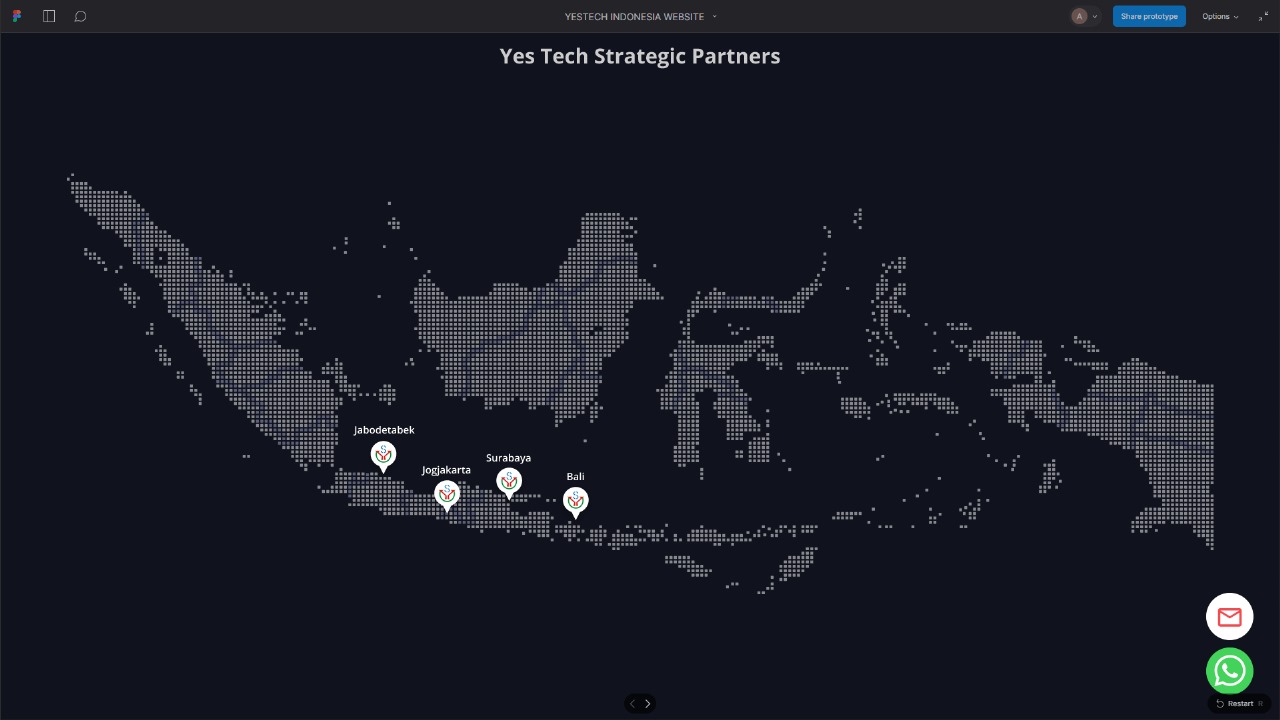 YESTECH INDONESIA WEBSITE
A
Share prototype
Options
Yes Tech Strategic Partners
Jabodetabek
Jogjakarta
Surabaya
Bali
S
S
S
S
Restart R